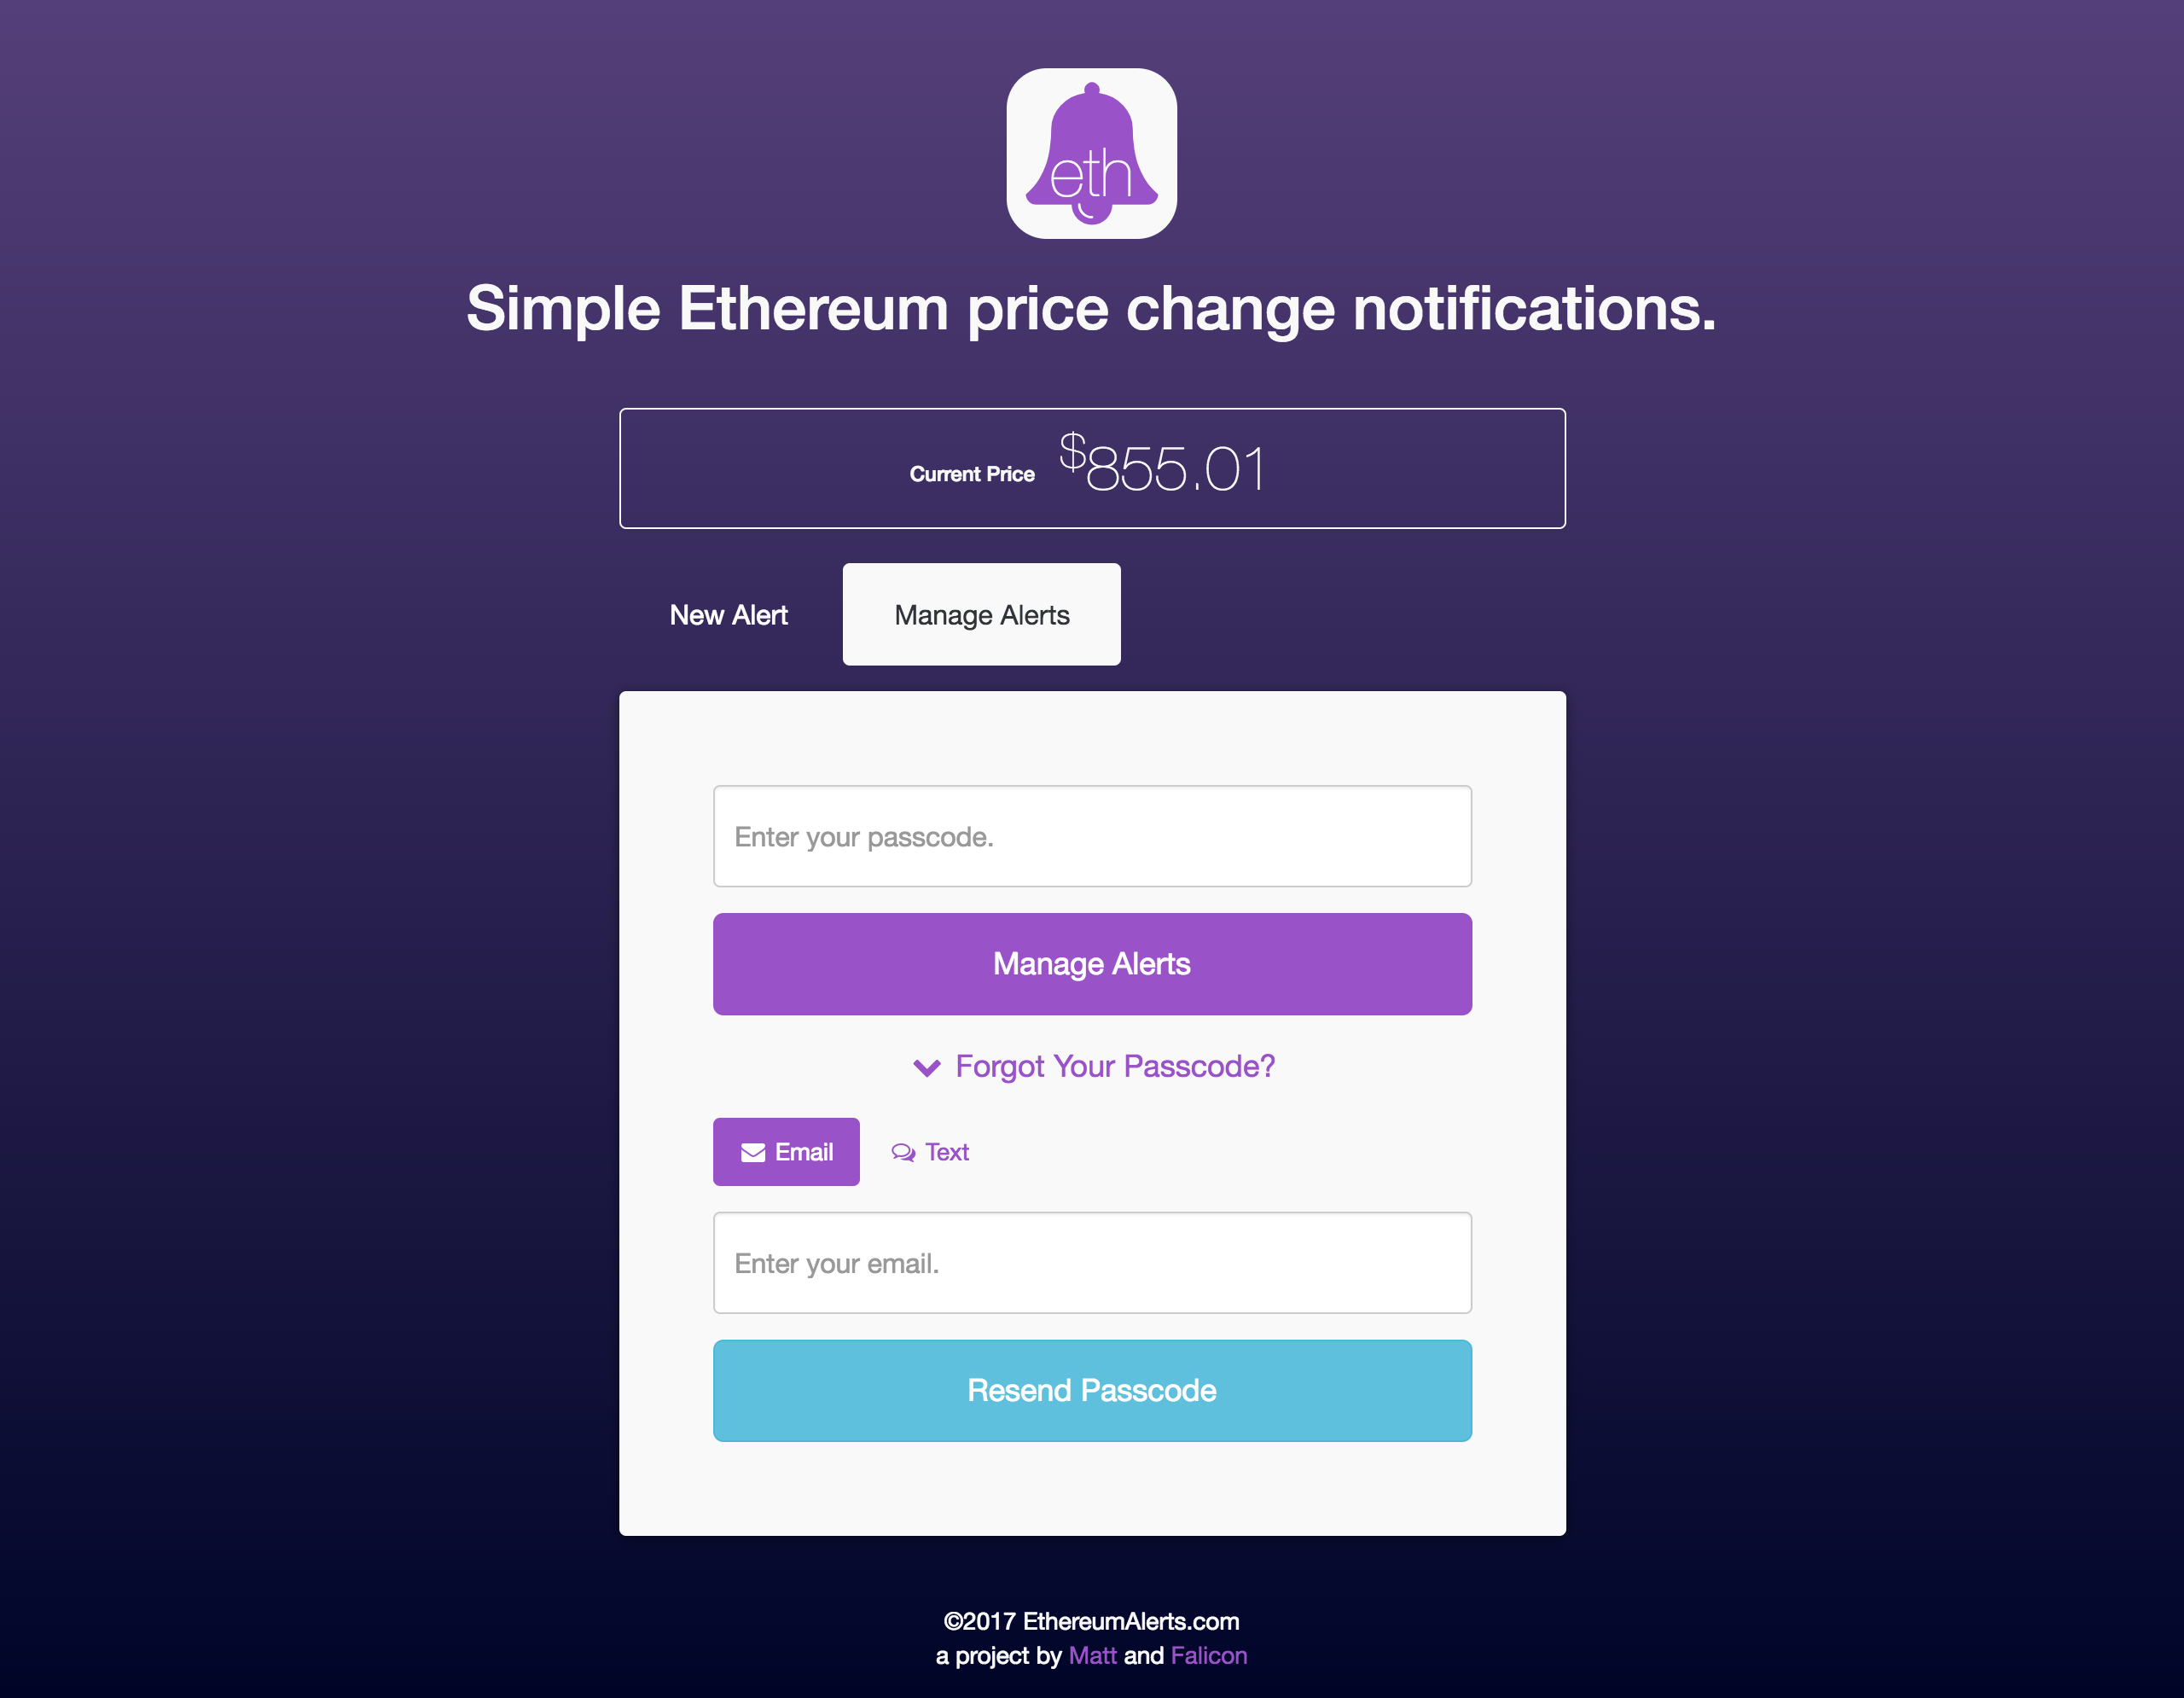 eth
Simple Ethereum price change notifications.
Current Price $855.01
New Alert Manage Alerts
Enter your passcode.
Manage Alerts
Forgot Your Passcode?
Email Text
Enter your email.
Resend Passcode
©2017 EthereumAlerts.com
a project by Matt and Falicon